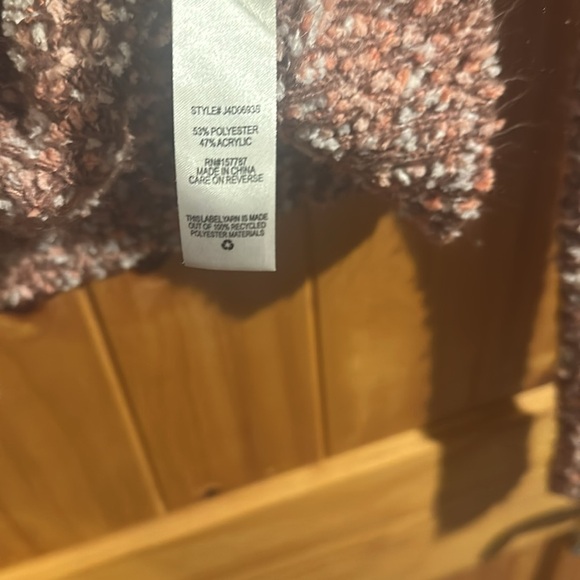 STYLE# J4D0693S
53% POLYESTER
47% ACRYLIC
RN#157787
MADE IN CHINA
CARE ON REVERSE
THIS LABEL YARN IS MADE
OUT OF 100% RECYCLED
POLYESTER MATERIALS